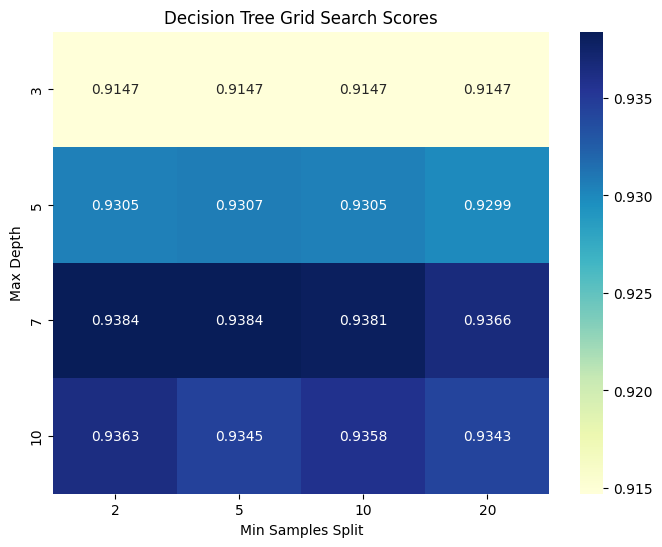 Decision Tree Grid Search Scores
Max Depth
3
0.9147 0.9147 0.9147 0.9147
5
0.9305 0.9307 0.9305 0.9299
7
0.9384 0.9384 0.9381 0.9366
10
0.9363 0.9345 0.9358 0.9343
2 5 10 20
Min Samples Split
0.935
0.930
0.925
0.920
0.915